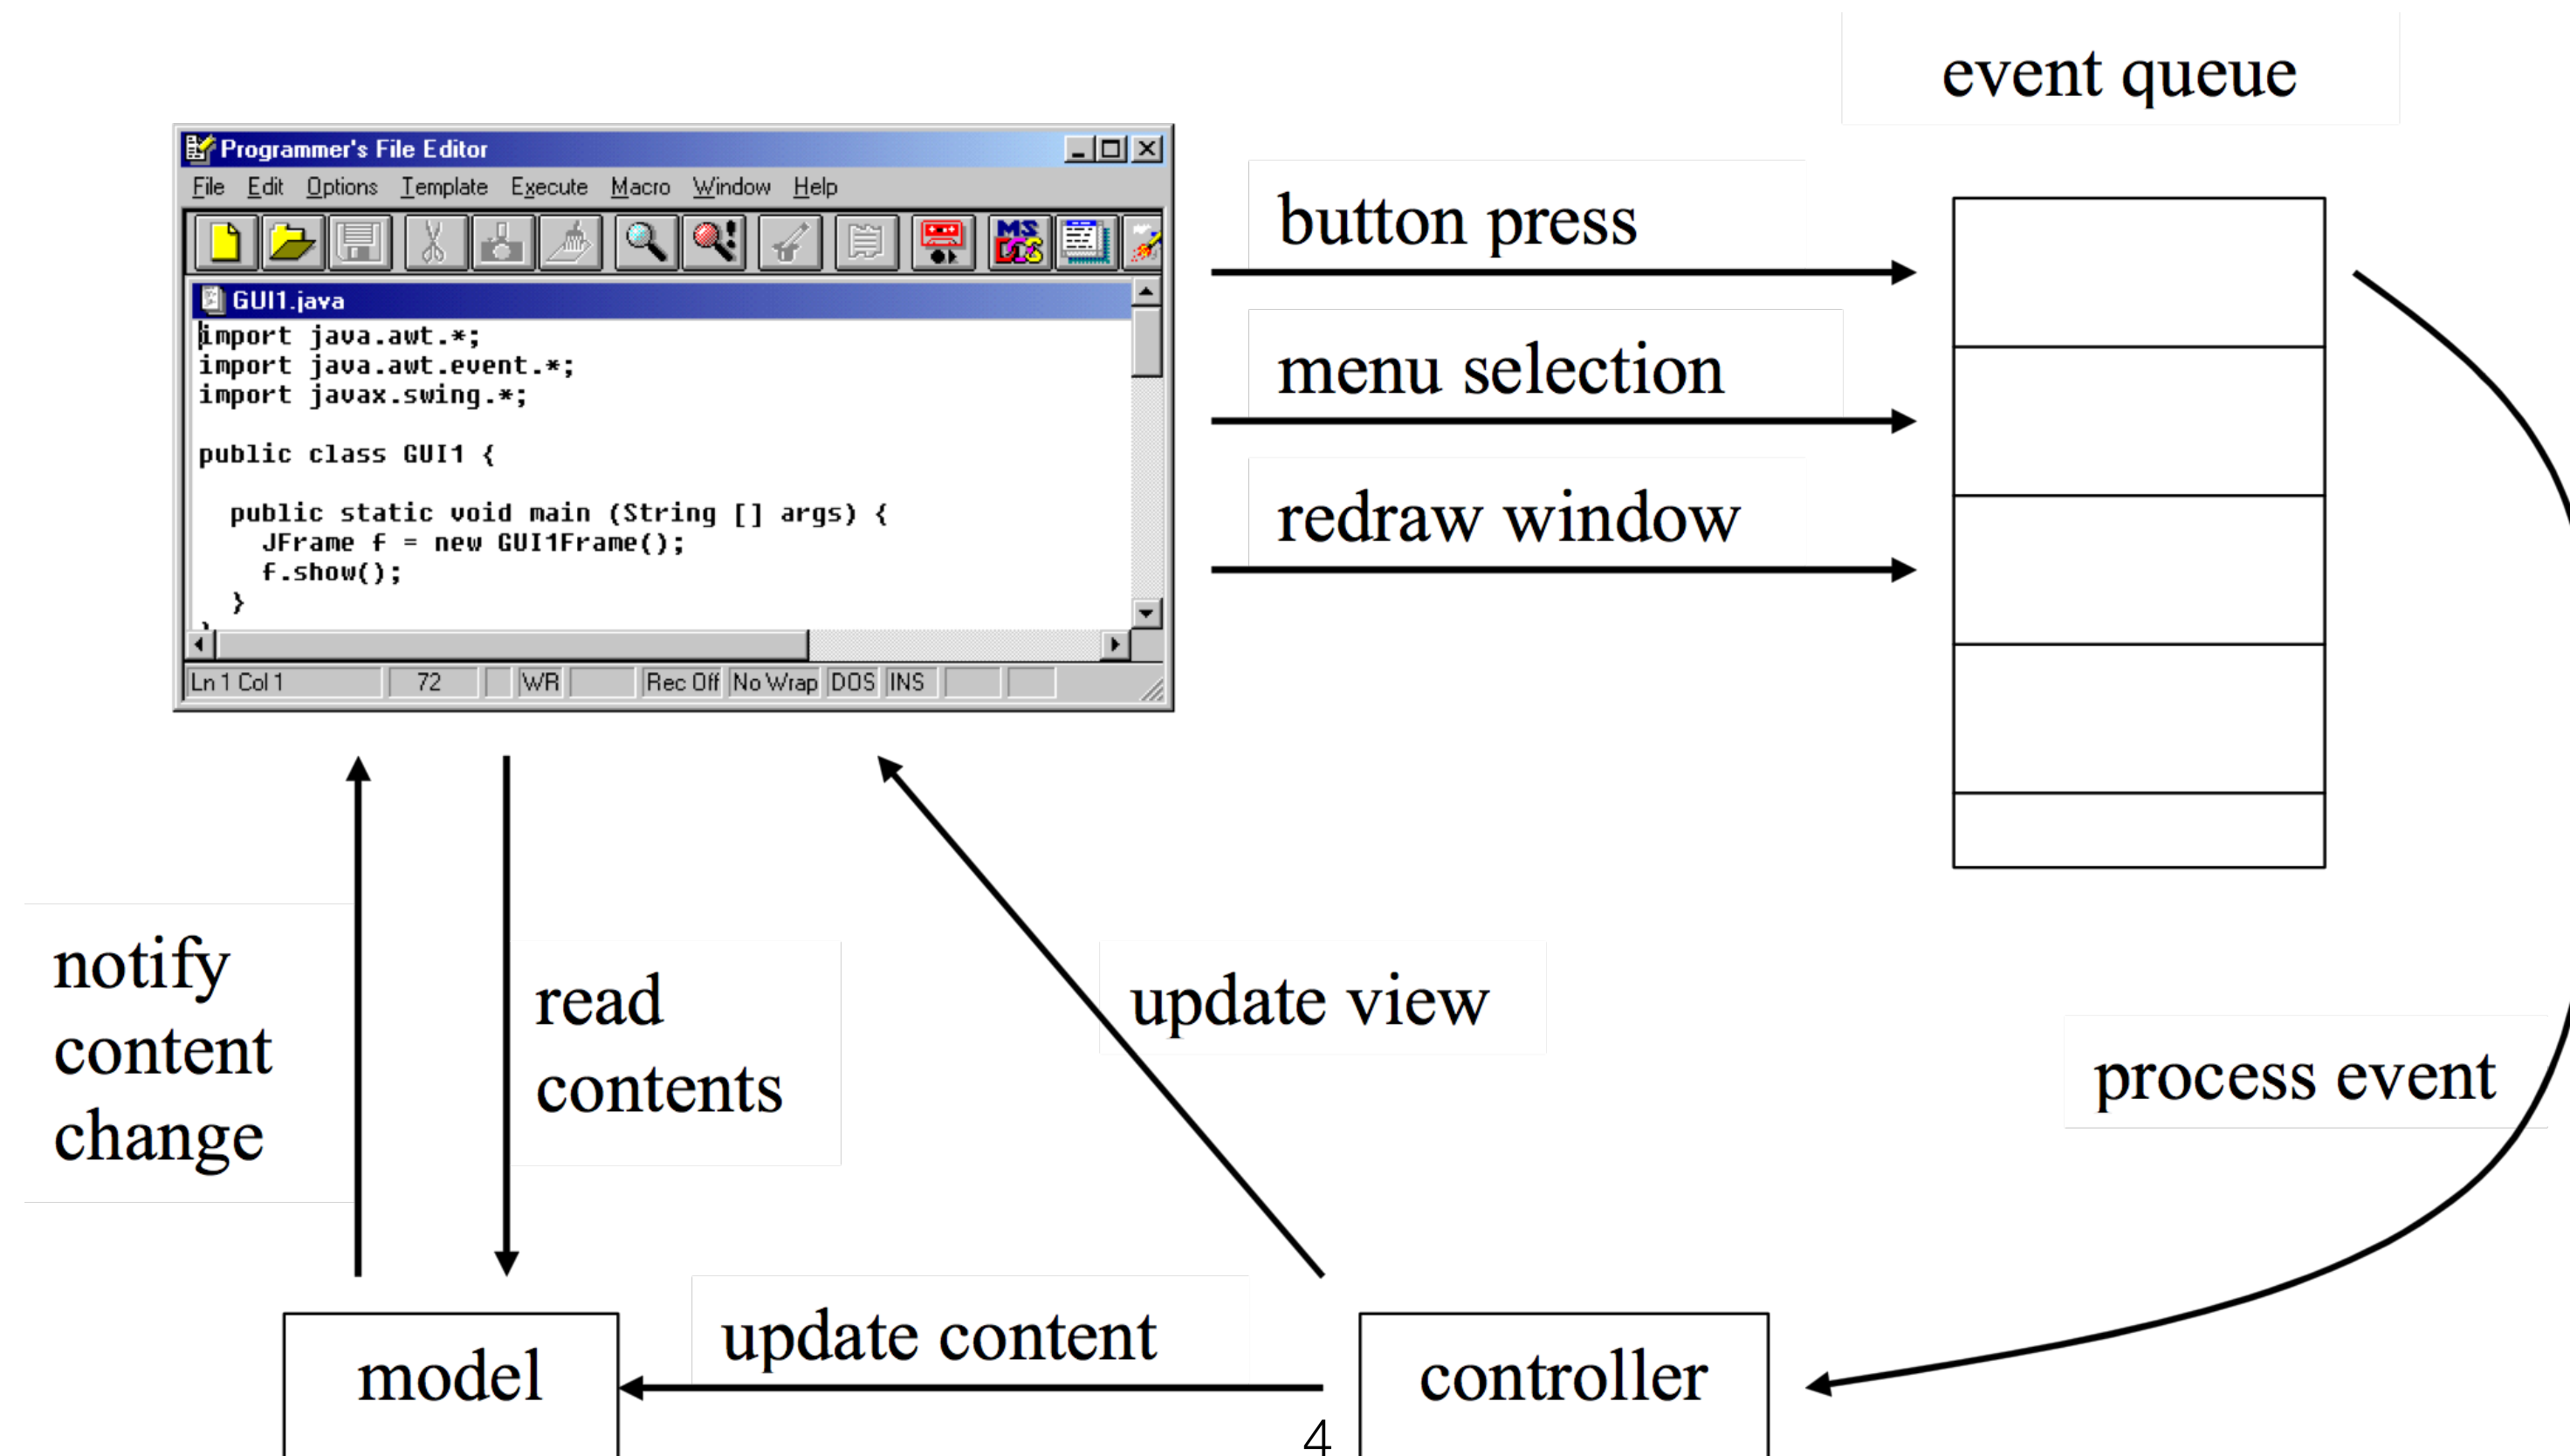 event queue
Programmer's File Editor
File Edit Options Template Execute Macro Window Help
MS
DOS
GUI1.java
import java.awt.*;
import java.awt.event.*;
import javax.swing.*;
public class GUI1 {
public static void main (String [] args) {
JFrame f = new GUI1Frame();
f.show();
}
Ln 1 Col 1 72 WR Rec Off No Wrap DOS INS
button press
menu selection
redraw window
notify
content
change
read
contents
update view
process event
update content
model
controller
4